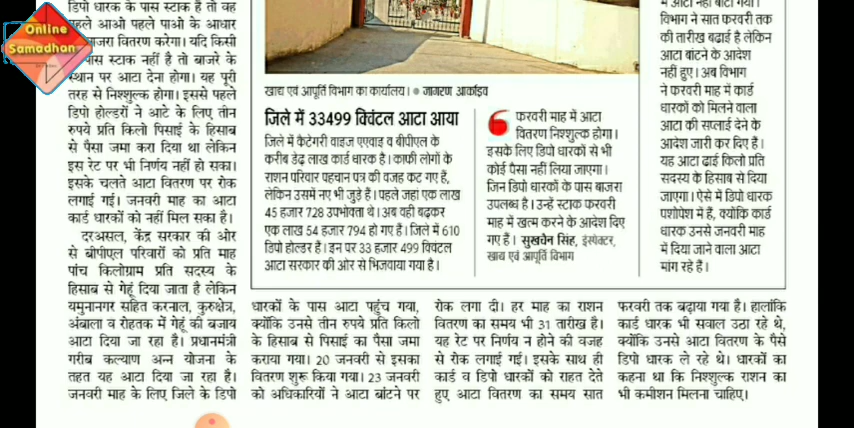 Online
Samadhan
डिपो धारक के पास स्टाक है तो वह
पहले आओ पहले पाओ के आधार
बाजरा वितरण करेगा। यदि किसी
पास स्टाक नहीं है तो बाजरे के
स्थान पर आटा देना होगा। यह पूरी
तरह से निश्शुल्क होगा। इससे पहले
डिपो होल्डरों ने आटे के लिए तीन
रुपये प्रति किलो पिसाई के हिसाब
से पैसा जमा करा दिया था लेकिन
इस रेट पर भी निर्णय नहीं हो सका।
इसके चलते आटा वितरण पर रोक
लगाई गई। जनवरी माह का आटा
कार्ड धारकों को नहीं मिल सका है।
दरअसल, केंद्र सरकार की ओर
से बीपीएल परिवारों को प्रति माह
पांच किलोग्राम प्रति सदस्य के
हिसाब से गेहूं दिया जाता है लेकिन
यमुनानगर सहित करनाल, कुरुक्षेत्र,
अंबाला व रोहतक में गेहूं की बजाय
आटा दिया जा रहा है। प्रधानमंत्री
गरीब कल्याण अन्न योजना के
तहत यह आटा दिया जा रहा है।
जनवरी माह के लिए जिले के डिपो
खाद्य एवं आपूर्ति विभाग का कार्यालय। ● जागरण आर्काइव
जिले में 33499 क्विंटल आटा आया
जिले में कैटेगरी वाइज एएवाइ व बीपीएल के
करीब डेढ़ लाख कार्ड धारक है। काफी लोगों के
राशन परिवार पहचान पत्र की वजह कट गए हैं,
लेकिन उसमें नए भी जुड़े हैं। पहले जहां एक लाख
45 हजार 728 उपभोक्ता थे। अब वही बढ़कर
एक लाख 54 हजार 794 हो गए हैं। जिले में 610
डिपो होल्डर है। इन पर 33 हजार 499 क्विंटल
आटा सरकार की ओर से भिजवाया गया है।
फरवरी माह में आटा
वितरण निश्शुल्क होगा।
इसके लिए डिपो धारकों से भी
कोई पैसा नहीं लिया जाएगा।
जिन डिपो धारकों के पास बाजरा
उपलब्ध है। उन्हें स्टाक फरवरी
माह में खत्म करने के आदेश दिए
गए हैं। सुखचैन सिंह, इंस्पेक्टर,
खाद्य एवं आपूर्ति विभाग
में आटा नहीं बांटा गया।
विभाग ने सात फरवरी तक
की तारीख बढाई है लेकिन
आटा बांटने के आदेश
नहीं हुए। अब विभाग
ने फरवरी माह में कार्ड
धारकों को मिलने वाला
आटा की सप्लाई देने के
आदेश जारी कर दिए हैं।
यह आटा ढाई किलो प्रति
सदस्य के हिसाब से दिया
जाएगा। ऐसे में डिपो धारक
पशोपेश में हैं, क्योंकि कार्ड
धारक उनसे जनवरी माह
में दिया जाने वाला आटा
मांग रहे हैं।
धारकों के पास आटा पहुंच गया,
क्योंकि उनसे तीन रुपये प्रति किलो
के हिसाब से पिसाई का पैसा जमा
कराया गया। 20 जनवरी से इसका
वितरण शुरू किया गया। 23 जनवरी
को अधिकारियों ने आटा बांटने पर
रोक लगा दी। हर माह का राशन
वितरण का समय भी 31 तारीख है।
यह रेट पर निर्णय न होने की वजह
से रोक लगाई गई। इसके साथ ही
कार्ड व डिपो धारकों को राहत देते
हुए आटा वितरण का समय सात
फरवरी तक बढ़ाया गया है। हालांकि
कार्ड धारक भी सवाल उठा रहे थे,
क्योंकि उनसे आटा वितरण के पैसे
डिपो धारक ले रहे थे। धारकों का
कहना था कि निश्शुल्क राशन का
भी कमीशन मिलना चाहिए।